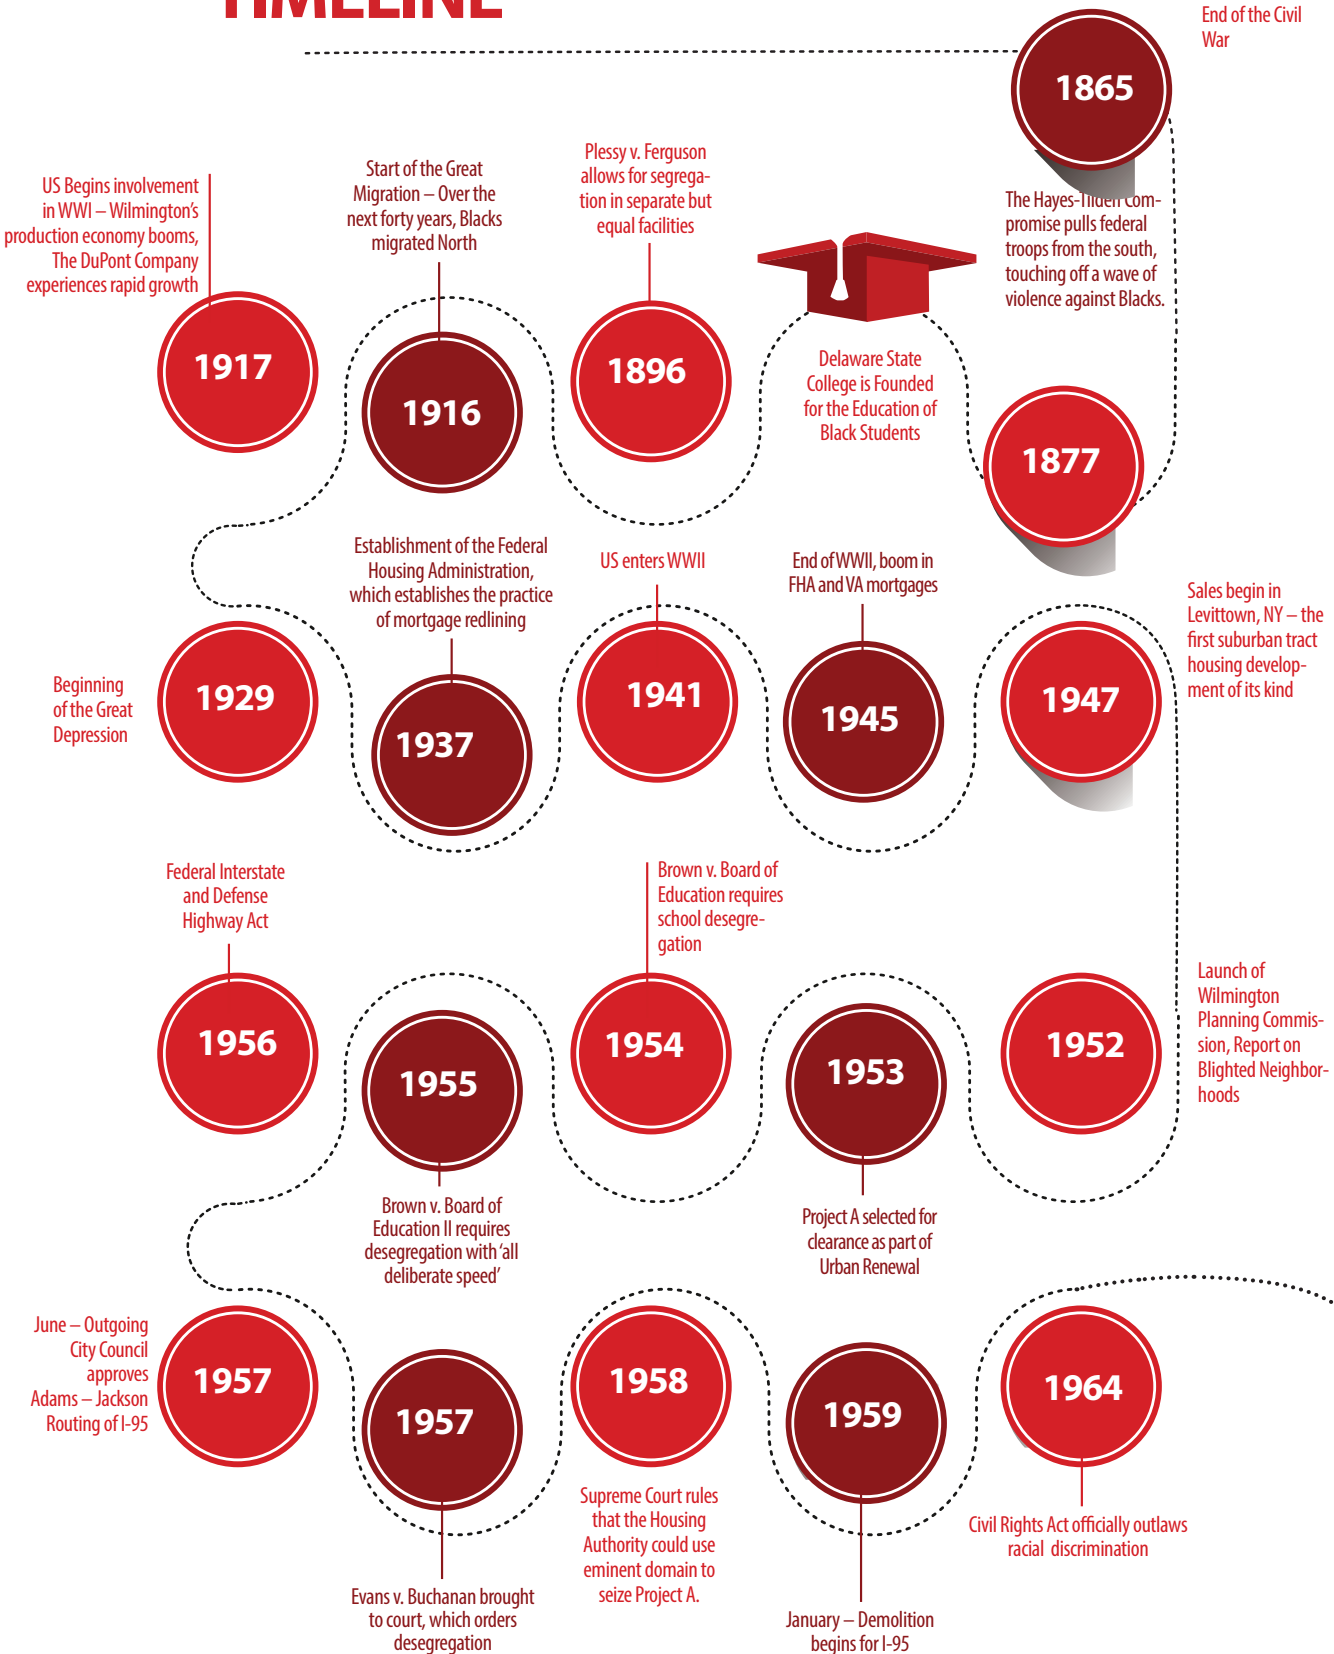 TIMELINE
End of the Civil
War
1865
The Hayes-Tilden Com-
promise pulls federal
troops from the south,
touching off a wave of
violence against Blacks.
1877
Delaware State
College is Founded
for the Education of
Black Students
Plessy v. Ferguson
allows for segrega-
tion in separate but
equal facilities
1896
Start of the Great
Migration – Over the
next forty years, Blacks
migrated North
1916
US Begins involvement
in WWI – Wilmington’s
production economy booms,
The DuPont Company
experiences rapid growth
1917
Beginning
of the Great
Depression
1929
Establishment of the Federal
Housing Administration,
which establishes the practice
of mortgage redlining
1937
US enters WWII
1941
End of WWII, boom in
FHA and VA mortgages
1945
Sales begin in
Levittown, NY – the
first suburban tract
housing develop-
ment of its kind
1947
Launch of
Wilmington
Planning Commis-
sion, Report on
Blighted Neighbor-
hoods
1952
1953
Project A selected for
clearance as part of
Urban Renewal
Brown v. Board of
Education requires
school desegre-
gation
1954
1955
Brown v. Board of
Education II requires
desegregation with ‘all
deliberate speed’
Federal Interstate
and Defense
Highway Act
1956
June – Outgoing
City Council
approves
Adams – Jackson
Routing of I-95
1957
1957
Evans v. Buchanan brought
to court, which orders
desegregation
1958
Supreme Court rules
that the Housing
Authority could use
eminent domain to
seize Project A.
1959
January – Demolition
begins for I-95
1964
Civil Rights Act officially outlaws
racial discrimination